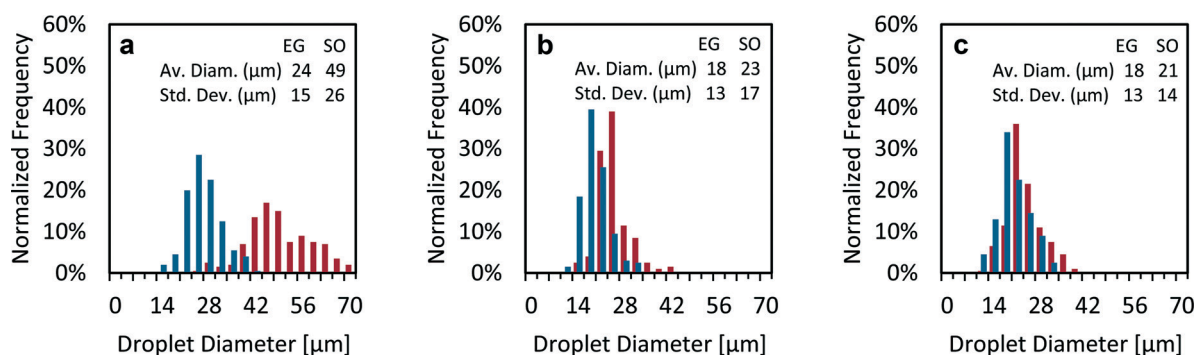 a
EG SO
Av. Diam. (μm) 24 49
Std. Dev. (μm) 15 26
Normalized Frequency
60%
50%
40%
30%
20%
10%
0%
0 14 28 42 56 70
Droplet Diameter [μm]
b
EG SO
Av. Diam. (μm) 18 23
Std. Dev. (μm) 13 17
Normalized Frequency
60%
50%
40%
30%
20%
10%
0%
0 14 28 42 56 70
Droplet Diameter [μm]
c
EG SO
Av. Diam. (μm) 18 21
Std. Dev. (μm) 13 14
Normalized Frequency
60%
50%
40%
30%
20%
10%
0%
0 14 28 42 56 70
Droplet Diameter [μm]